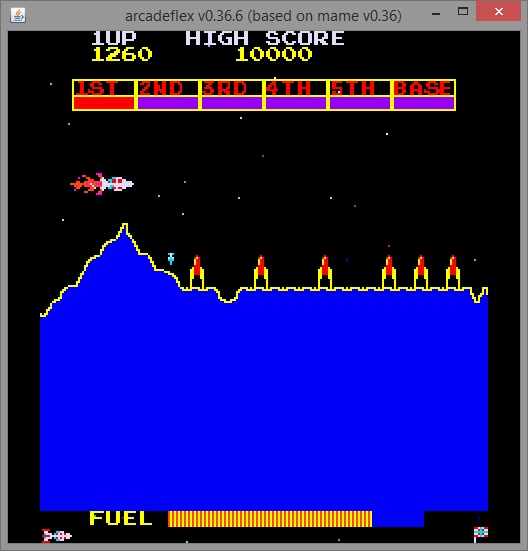 arcadeflex v0.36.6 (based on mame v0.36)
1UP HIGH SCORE
1260 10000
1ST 2ND 3RD 4TH 5TH BASE
FUEL